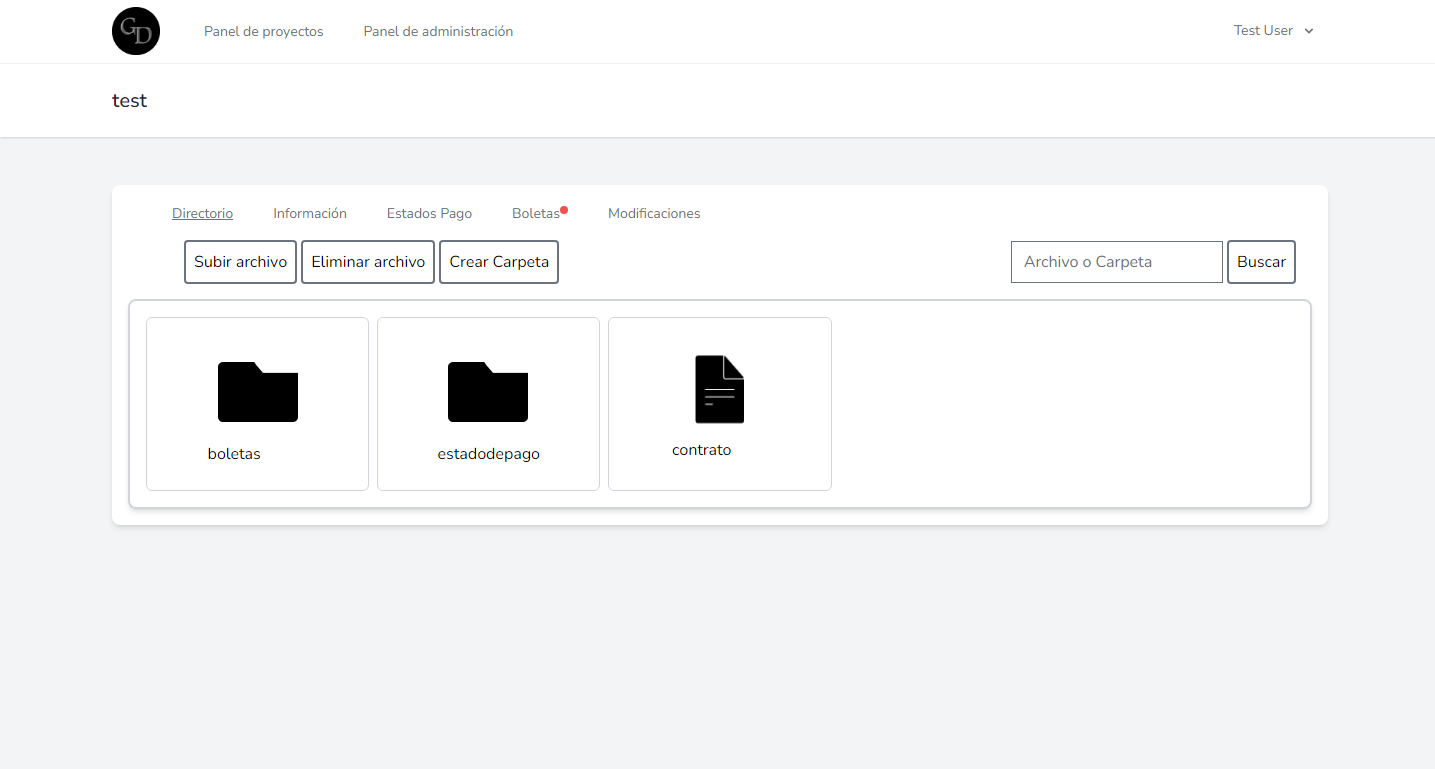 GD
Panel de proyectos
Panel de administración
Test User
test
Directorio
Información
Estados Pago
Boletas
Modificaciones
Subir archivo
Eliminar archivo
Crear Carpeta
Archivo o Carpeta
Buscar
boletas
estadodepago
contrato